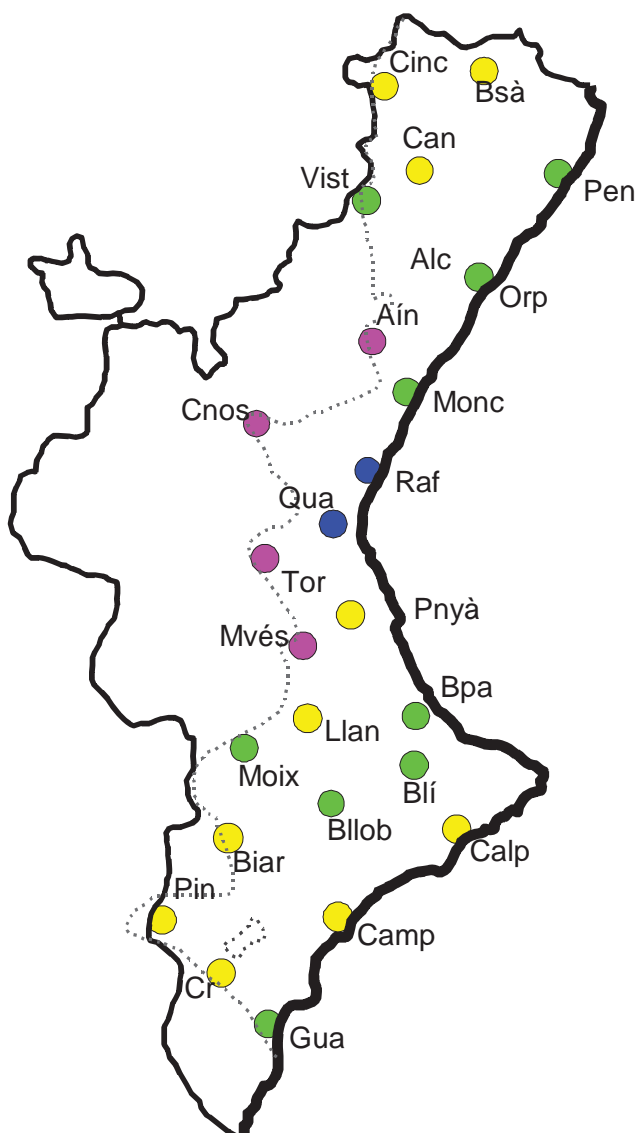 Cinc
Bsà
Can
Vist
Pen
Alc
Orp
Aín
Monc
Cnos
Raf
Qua
Tor
Pnyà
Mvés
Bpa
Llan
Moix
Blí
Bllob
Calp
Biar
Pin
Camp
Cr
Gua